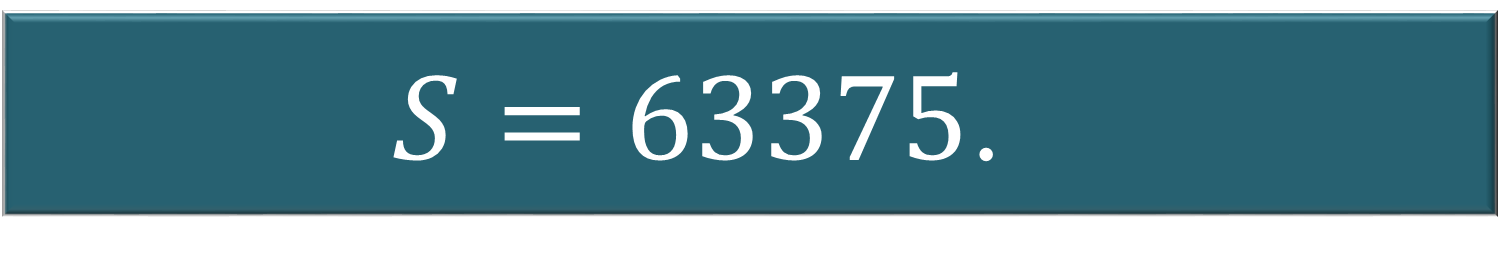 S = 63375.